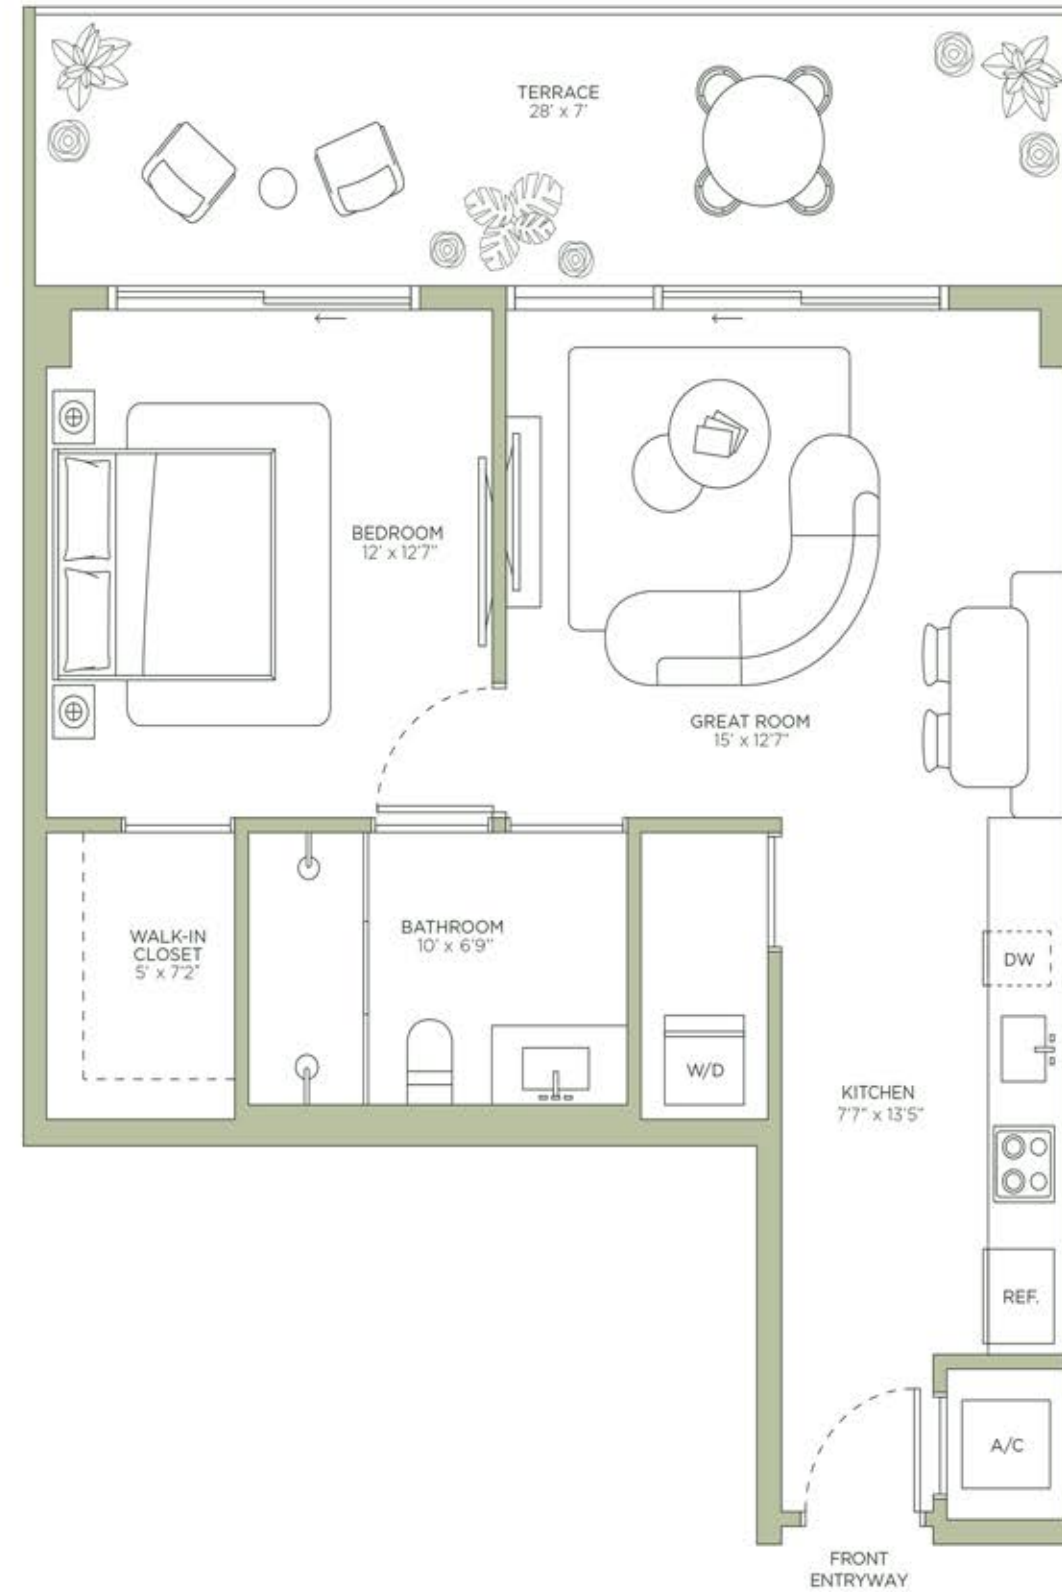 TERRACE
28' x 7'
BEDROOM
12' x 12'7"
GREAT ROOM
15' x 12'7"
WALK-IN
CLOSET
5' x 7'2"
BATHROOM
10' x 6'9"
DW
W/D
KITCHEN
7'7" x 13'5"
REF.
A/C
FRONT
ENTRYWAY